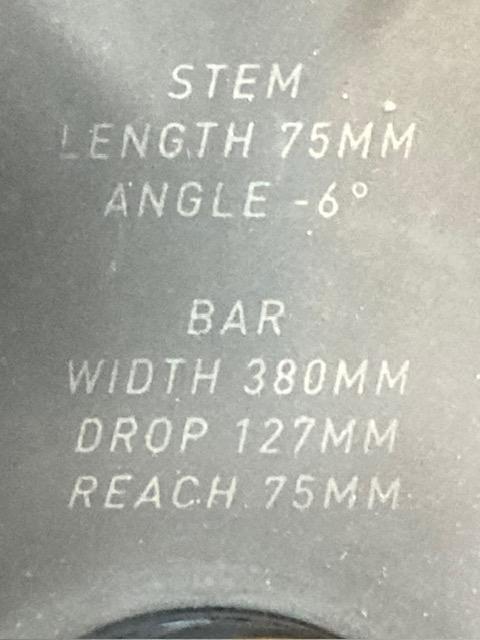 STEM
LENGTH 75MM
ANGLE -6°
BAR
WIDTH 380MM
DROP 127MM
REACH 75MM